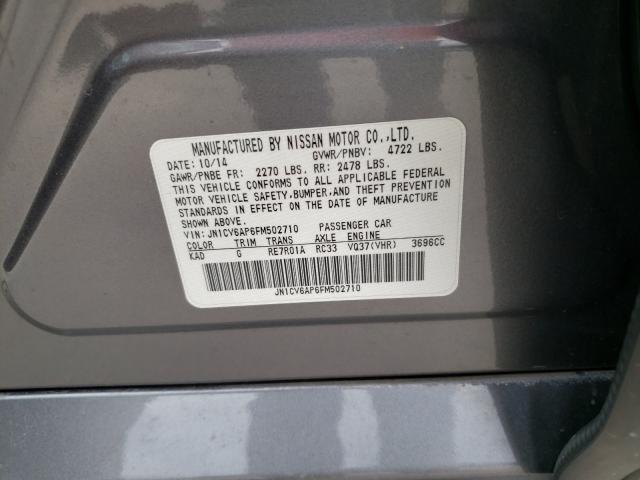 MANUFACTURED BY NISSAN MOTOR CO.,LTD.
DATE: 10/14 GVWR/PNBV: 4722 LBS.
GAWR/PNBE FR: 2270 LBS. RR: 2478 LBS.
THIS VEHICLE CONFORMS TO ALL APPLICABLE FEDERAL
MOTOR VEHICLE SAFETY,BUMPER,AND THEFT PREVENTION
STANDARDS IN EFFECT ON THE DATE OF MANUFACTURE
SHOWN ABOVE.
VIN: JN1CV6AP6FM502710 PASSENGER CAR
COLOR TRIM TRANS AXLE ENGINE
KAD G RE7R01A RC33 VQ37(VHR) 3696CC
JN1CV6AP6FM502710